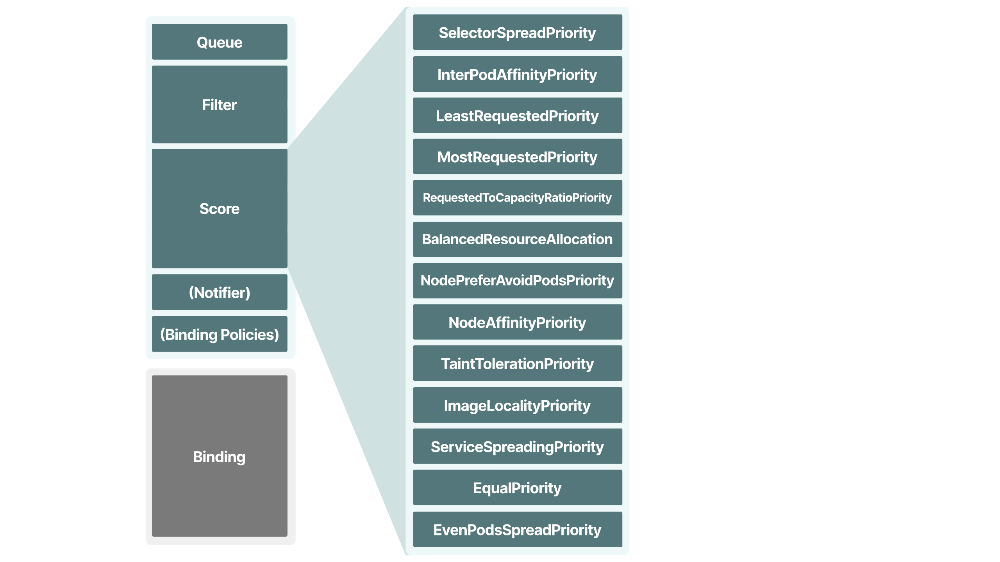 Queue
Filter
Score
(Notifier)
(Binding Policies)
Binding
SelectorSpreadPriority
InterPodAffinityPriority
LeastRequestedPriority
MostRequestedPriority
RequestedToCapacityRatioPriority
BalancedResourceAllocation
NodePreferAvoidPodsPriority
NodeAffinityPriority
TaintTolerationPriority
ImageLocalityPriority
ServiceSpreadingPriority
EqualPriority
EvenPodsSpreadPriority